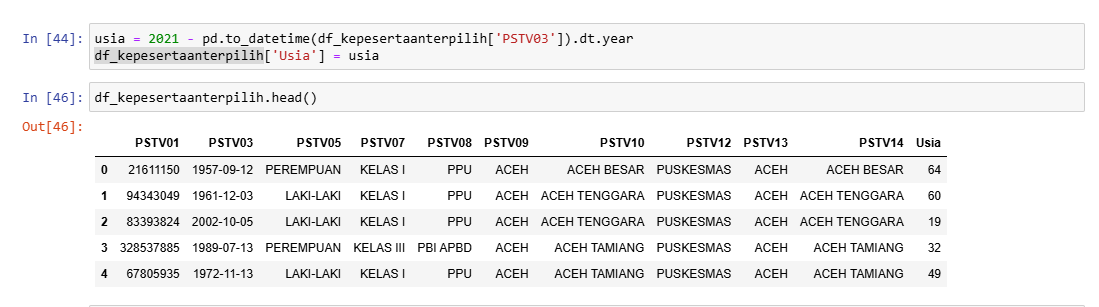 In [44]: usia = 2021 - pd.to_datetime(df_kepesertaanterpilih['PSTV03']).dt.year
df_kepesertaanterpilih['Usia'] = usia
In [46]: df_kepesertaanterpilih.head()
Out[46]:
PSTV01 PSTV03 PSTV05 PSTV07 PSTV08 PSTV09 PSTV10 PSTV12 PSTV13 PSTV14 Usia
0 21611150 1957-09-12 PEREMPUAN KELAS I PPU ACEH ACEH BESAR PUSKESMAS ACEH ACEH BESAR 64
1 94343049 1961-12-03 LAKI-LAKI KELAS I PPU ACEH ACEH TENGGARA PUSKESMAS ACEH ACEH TENGGARA 60
2 83393824 2002-10-05 LAKI-LAKI KELAS I PPU ACEH ACEH TENGGARA PUSKESMAS ACEH ACEH TENGGARA 19
3 328537885 1989-07-13 PEREMPUAN KELAS III PBI APBD ACEH ACEH TAMIANG PUSKESMAS ACEH ACEH TAMIANG 32
4 67805935 1972-11-13 LAKI-LAKI KELAS I PPU ACEH ACEH TAMIANG PUSKESMAS ACEH ACEH TAMIANG 49